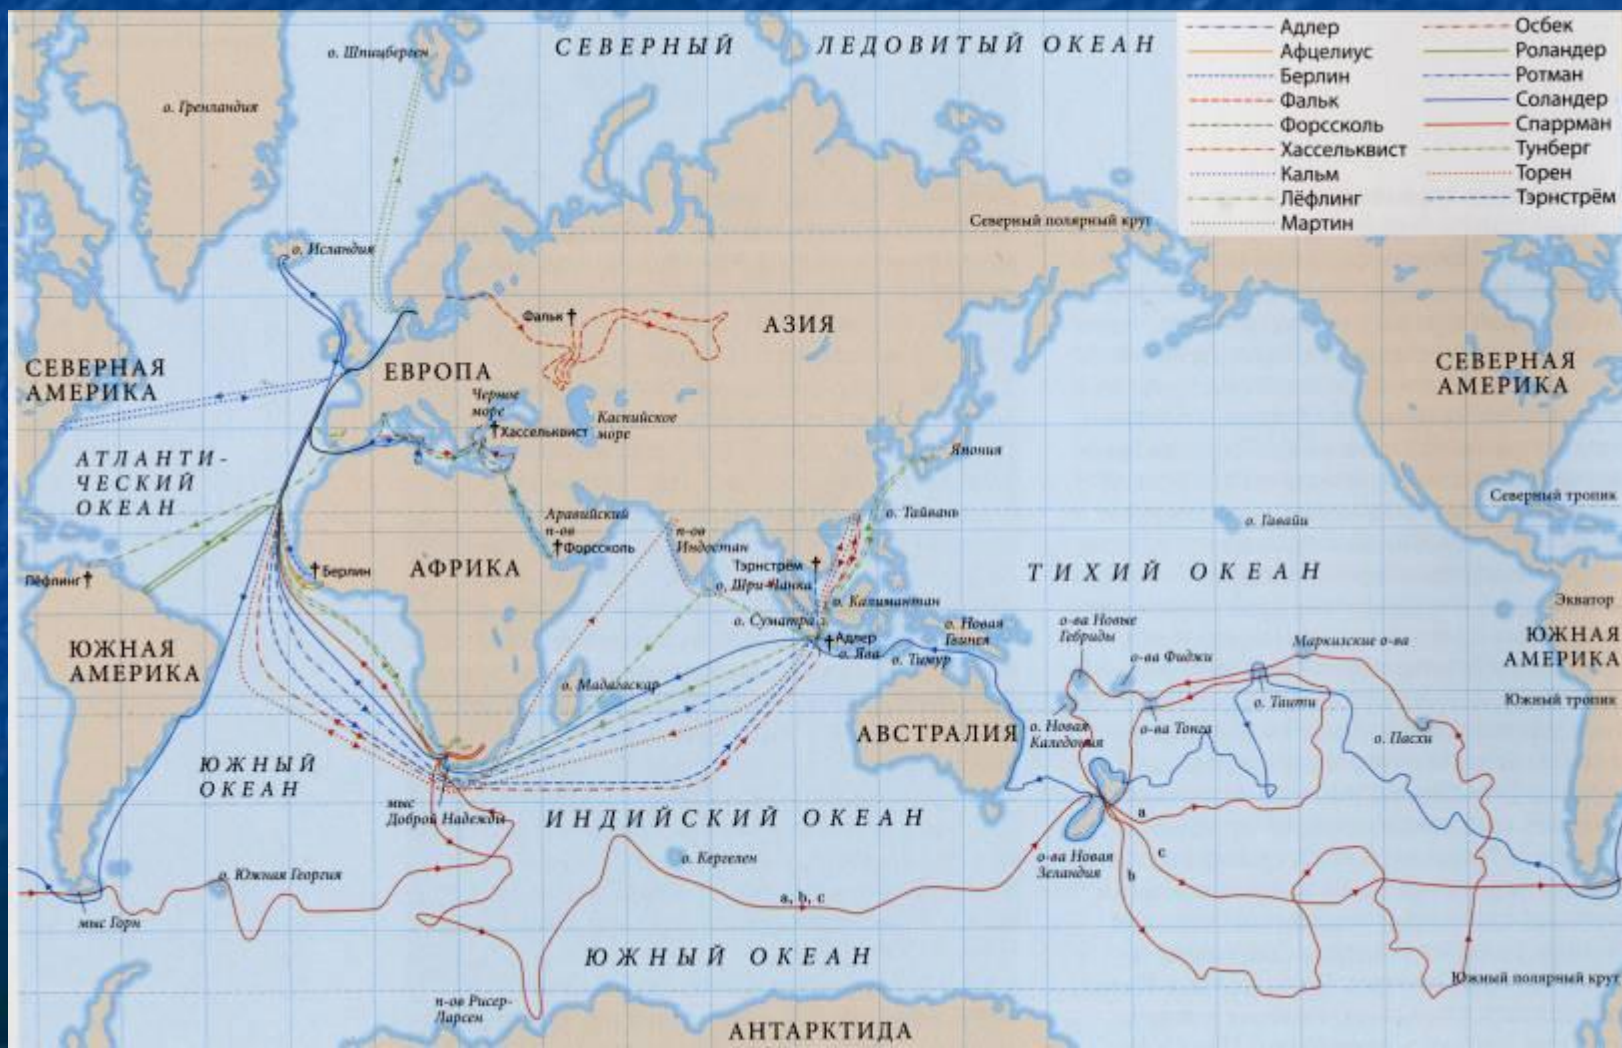 о. Шпицберген
СЕВЕРНЫЙ ЛЕДОВИТЫЙ ОКЕАН
Адлер
Афцелиус
Берлин
Фальк
Форссколь
Хассельквист
Кальм
Лёфлинг
Мартин
Осбек
Роландер
Ротман
Соландер
Спаррман
Тунберг
Торен
Тэрнстрём
о. Гренландия
Северный полярный круг
о. Исландия
Фальк
АЗИЯ
СЕВЕРНАЯ
АМЕРИКА
ЕВРОПА
СЕВЕРНАЯ
АМЕРИКА
Черное
море
Каспийское
море
Хассельквист
АТЛАНТИ-
ЧЕСКИЙ
ОКЕАН
Япония
Северный тропик
Аравийский
п-ов
Форссколь
п-ов
Индостан
о. Тайвань
о. Гавайи
Лёфлинг
Берлин
АФРИКА
Тэрнстрём
о. Шри-Ланка
ТИХИЙ ОКЕАН
о. Калимантан
Экватор
о. Суматра
Адлер
о. Ява
о. Тимур
о. Новая
Гвинея
о-ва Новые
Гебриды
о-ва Фиджи
Маркизские о-ва
ЮЖНАЯ
АМЕРИКА
ЮЖНАЯ
АМЕРИКА
о. Мадагаскар
Южный тропик
о. Таити
АВСТРАЛИЯ
о. Новая
Каледония
о-ва Тонга
о. Пасхи
ЮЖНЫЙ
ОКЕАН
мыс
Доброй Надежды
ИНДИЙСКИЙ ОКЕАН
a
c
b
о. Кергелен
о-ва Новая
Зеландия
о. Южная Георгия
a, b, c
мыс Горн
ЮЖНЫЙ ОКЕАН
Южный полярный круг
п-ов Рисер-
Ларсен
АНТАРКТИДА